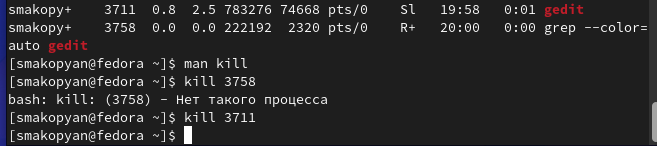 smakopy+    3711  0.8  2.5 783276 74668 pts/0    Sl   19:58   0:01 gedit
smakopy+    3758  0.0  0.0 222192  2320 pts/0    R+   20:00   0:00 grep --color=
auto gedit
[smakopyan@fedora ~]$ man kill
[smakopyan@fedora ~]$ kill 3758
bash: kill: (3758) - Нет такого процесса
[smakopyan@fedora ~]$ kill 3711
[smakopyan@fedora ~]$